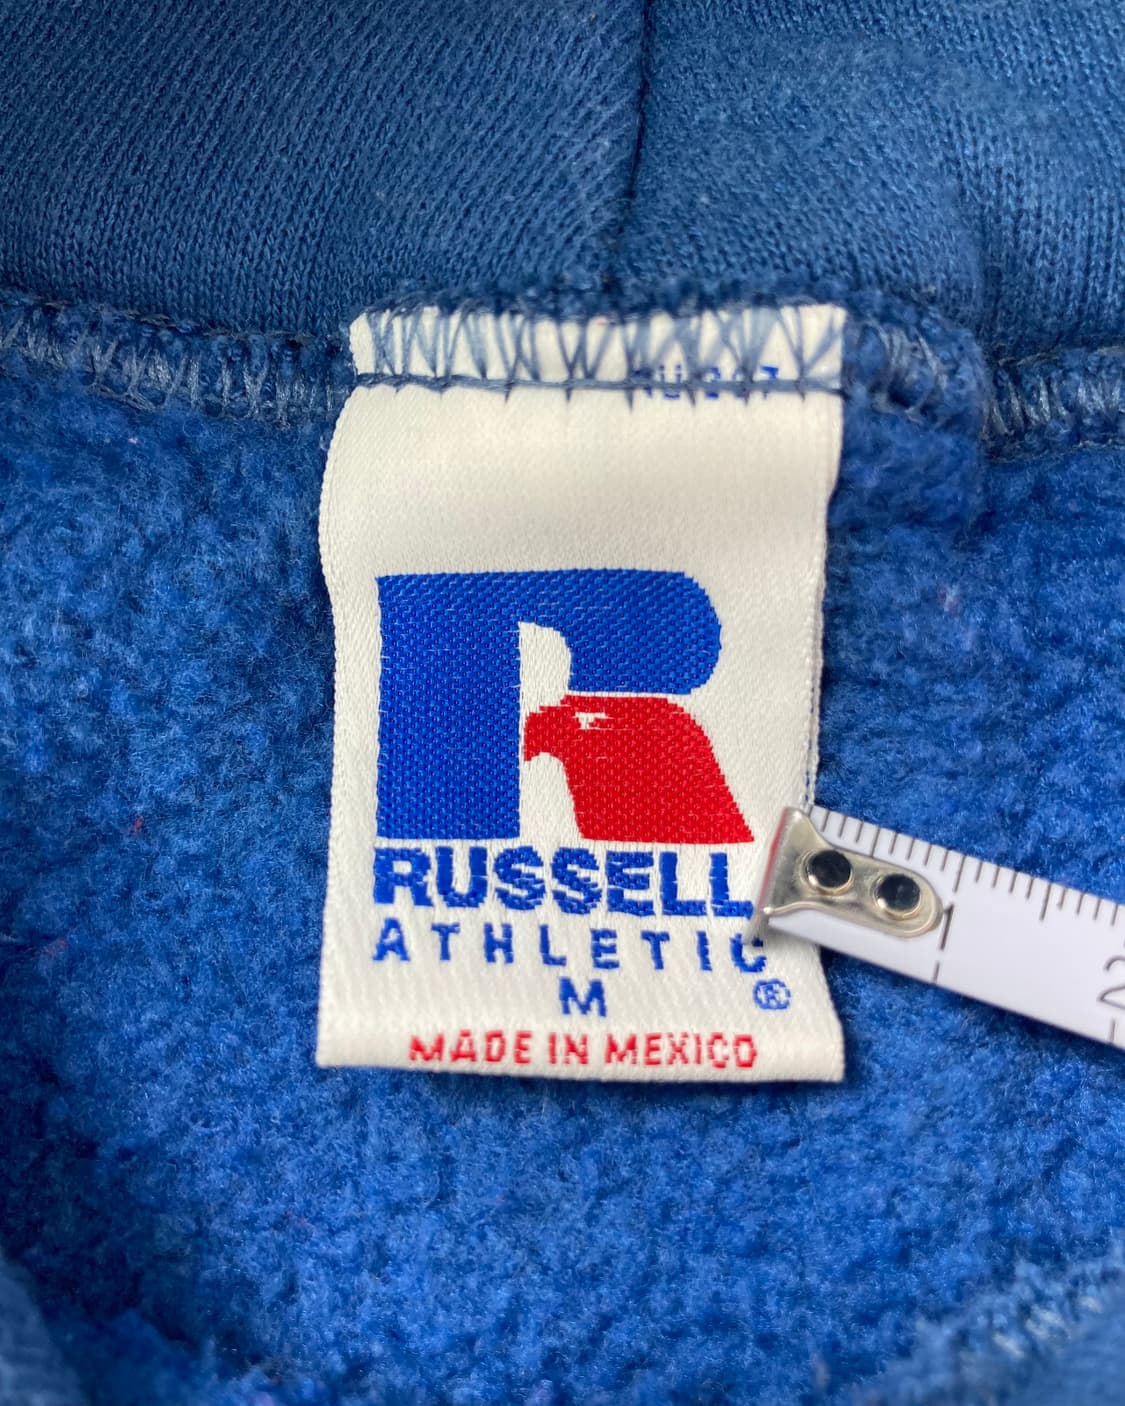 RUSSELL
ATHLETIC
M ®
MADE IN MEXICO
1
2